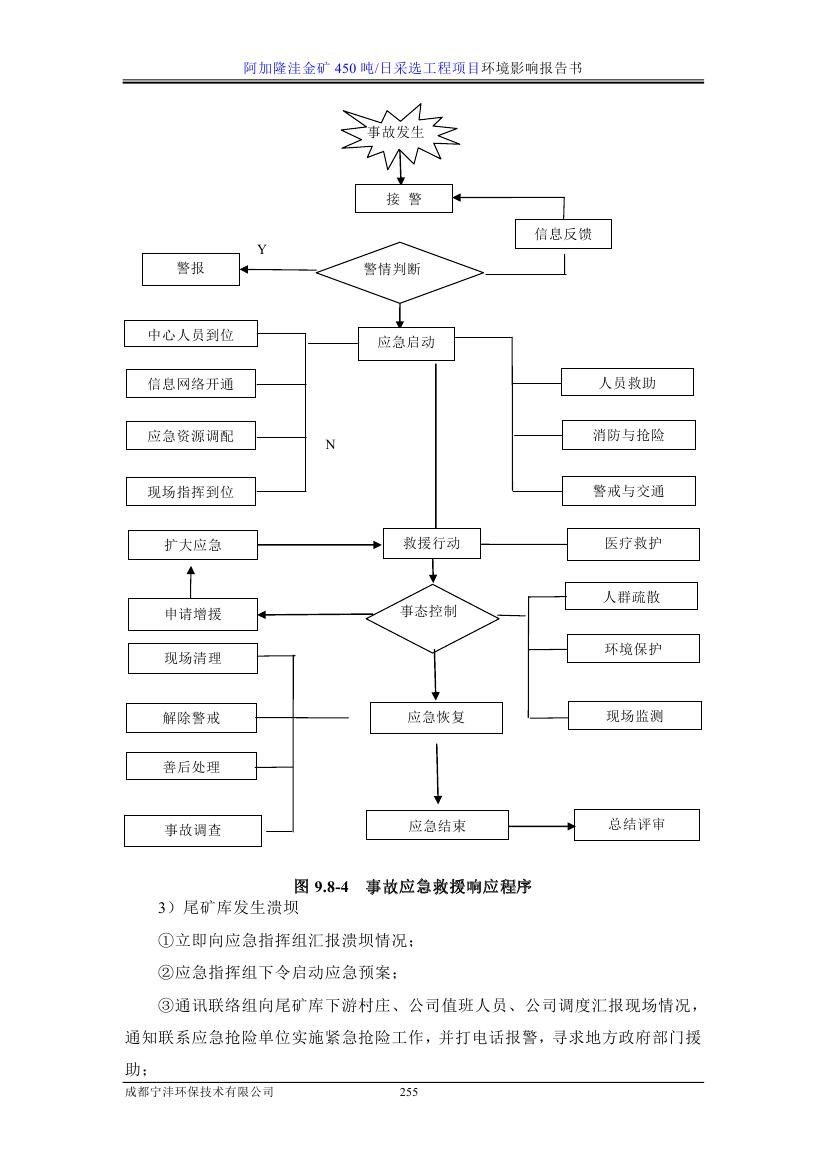 阿加隆洼金矿 450 吨/日采选工程项目环境影响报告书
事故发生
接 警
信息反馈
Y
警报
警情判断
中心人员到位
应急启动
信息网络开通
人员救助
应急资源调配
N
消防与抢险
现场指挥到位
警戒与交通
扩大应急
救援行动
医疗救护
申请增援
事态控制
人群疏散
现场清理
环境保护
解除警戒
应急恢复
现场监测
善后处理
事故调查
应急结束
总结评审
图 9.8-4 事故应急救援响应程序
3）尾矿库发生溃坝
①立即向应急指挥组汇报溃坝情况；
②应急指挥组下令启动应急预案；
③通讯联络组向尾矿库下游村庄、公司值班人员、公司调度汇报现场情况，
通知联系应急抢险单位实施紧急抢险工作，并打电话报警，寻求地方政府部门援
助；
成都宁沣环保技术有限公司 255